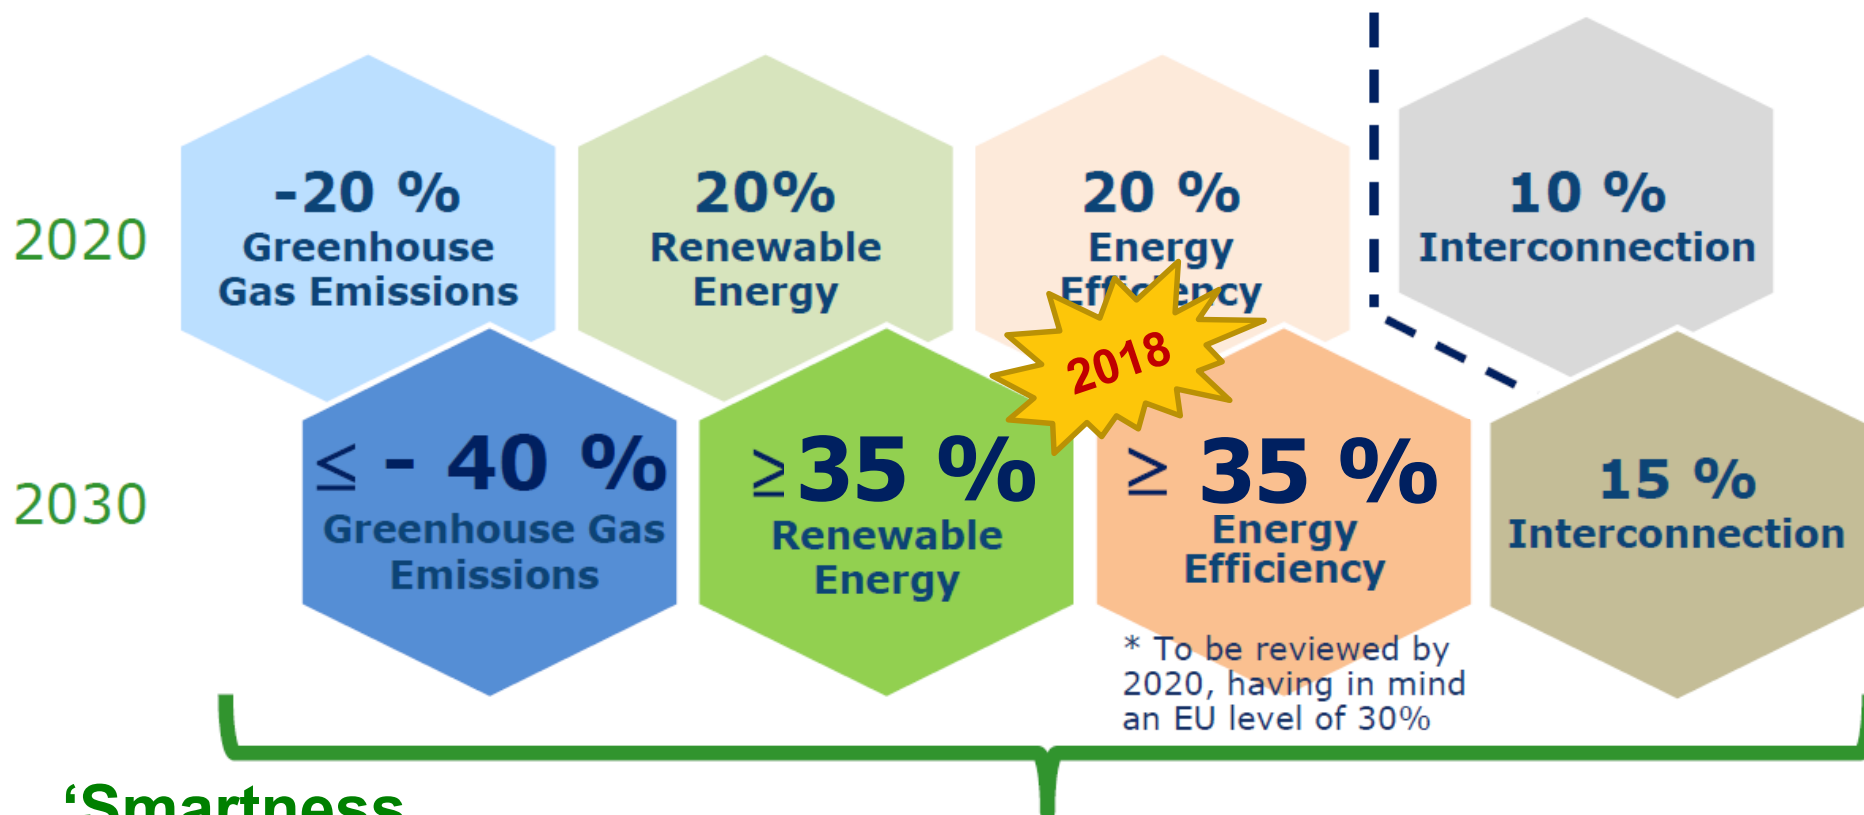 2020
-20 %
Greenhouse
Gas Emissions
20%
Renewable
Energy
20 %
Energy
Efficiency
10 %
Interconnection
2018
2030
≤ - 40 %
Greenhouse Gas
Emissions
≥ 35 %
Renewable
Energy
≥ 35 %
Energy
Efficiency
* To be reviewed by
2020, having in mind
an EU level of 30%
15 %
Interconnection
‘Smartness